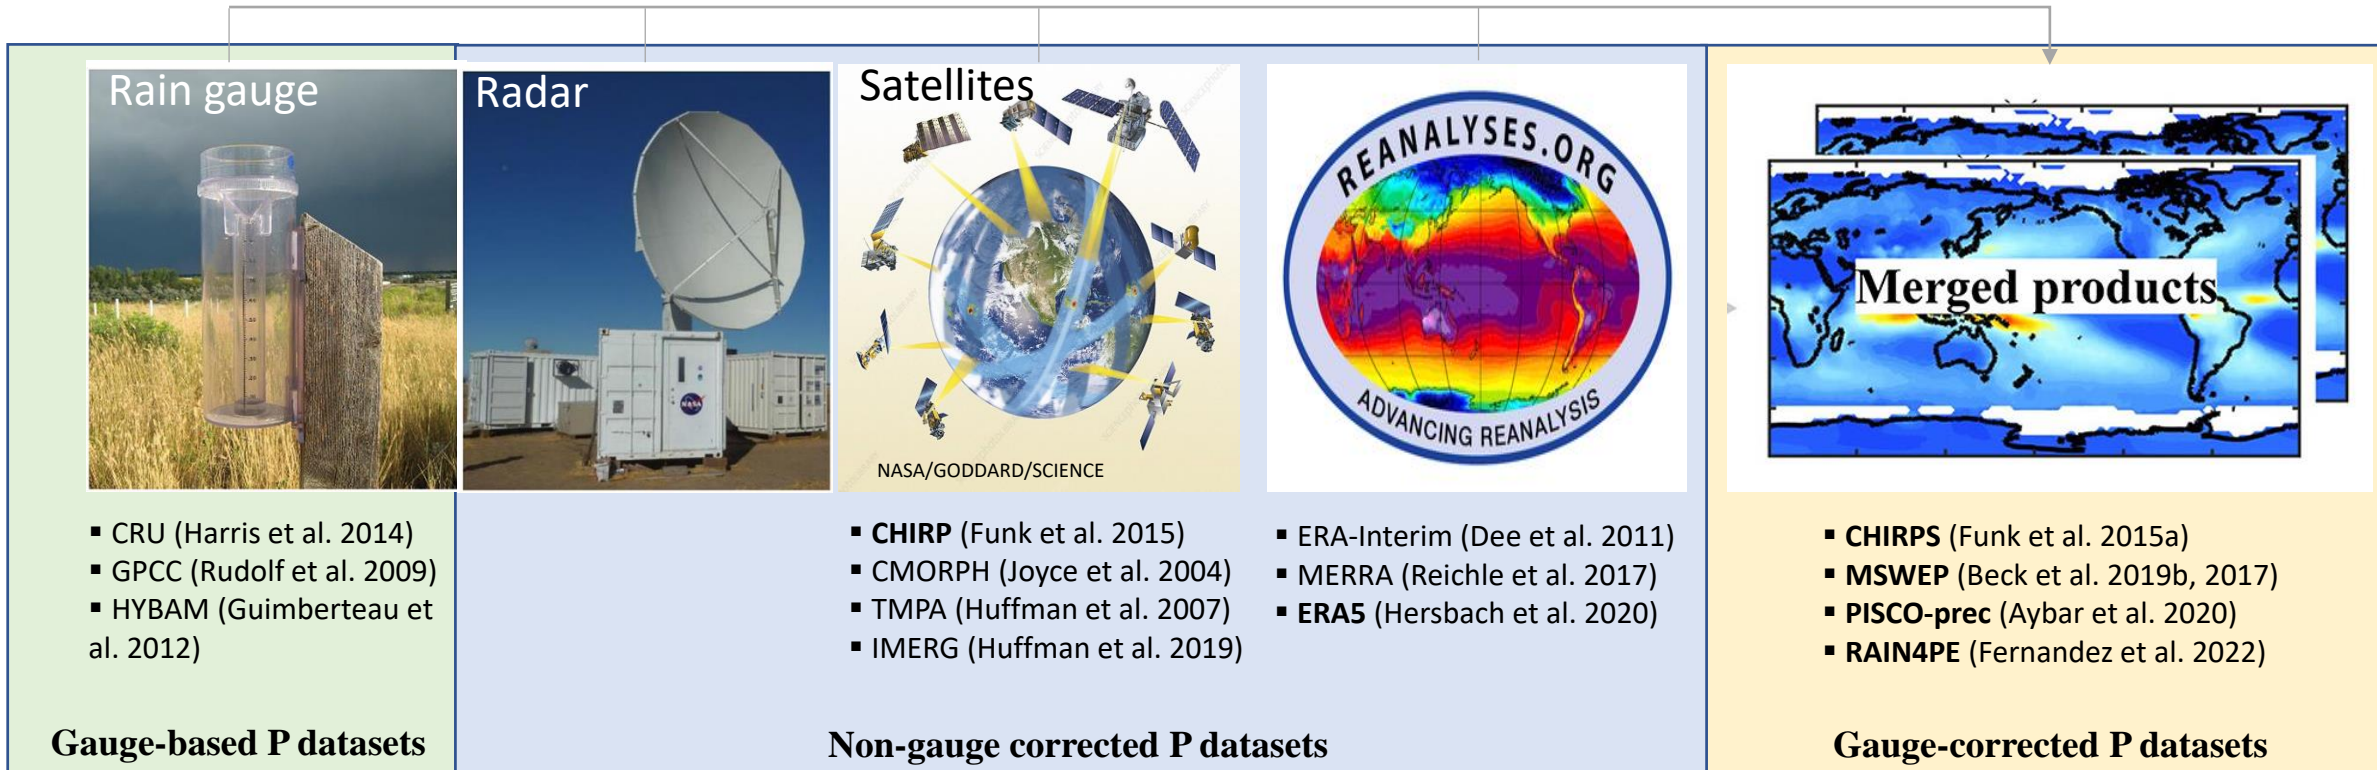 Rain gauge
Radar
Satellites
NASA
NASA/GODDARD/SCIENCE
REANALYSES.ORG
ADVANCING REANALYSIS
Merged products
▪ CRU (Harris et al. 2014)
▪ GPCC (Rudolf et al. 2009)
▪ HYBAM (Guimberteau et
al. 2012)
▪ CHIRP (Funk et al. 2015)
▪ CMORPH (Joyce et al. 2004)
▪ TMPA (Huffman et al. 2007)
▪ IMERG (Huffman et al. 2019)
▪ ERA-Interim (Dee et al. 2011)
▪ MERRA (Reichle et al. 2017)
▪ ERA5 (Hersbach et al. 2020)
▪ CHIRPS (Funk et al. 2015a)
▪ MSWEP (Beck et al. 2019b, 2017)
▪ PISCO-prec (Aybar et al. 2020)
▪ RAIN4PE (Fernandez et al. 2022)
Gauge-based P datasets
Non-gauge corrected P datasets
Gauge-corrected P datasets